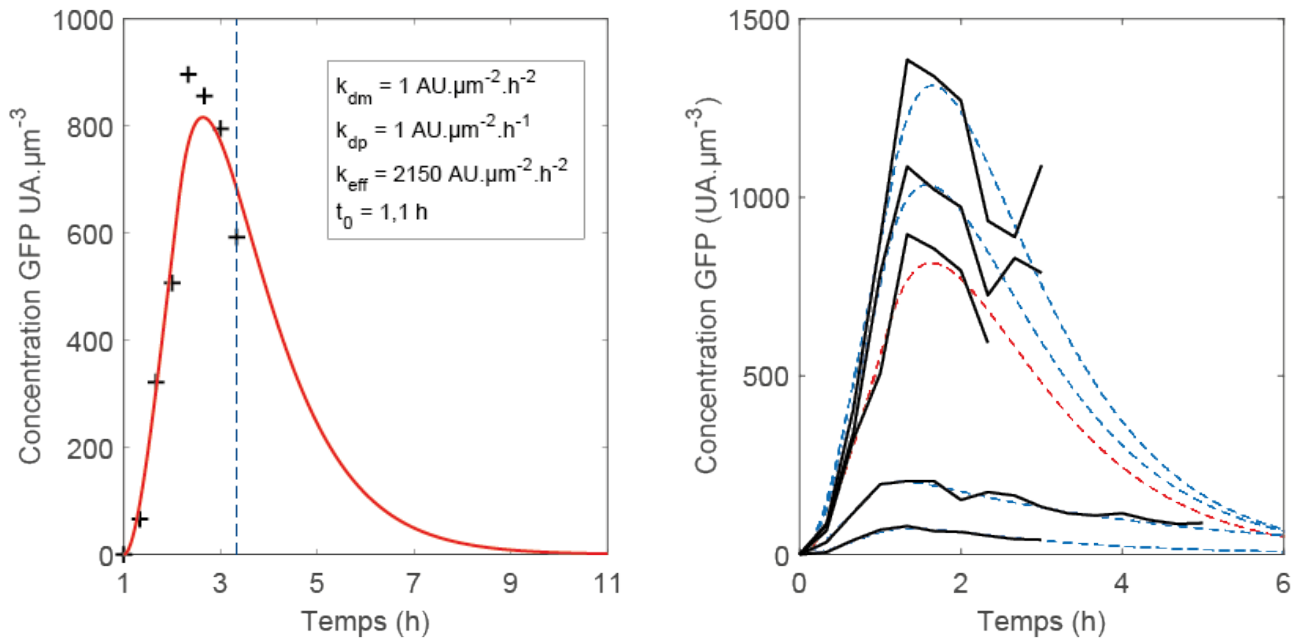 1000
800
600
400
200
0
Concentration GFP UA.µm⁻³
k_dm = 1 AU.µm⁻².h⁻²
k_dp = 1 AU.µm⁻².h⁻¹
k_eff = 2150 AU.µm⁻².h⁻²
t₀ = 1,1 h
1 3 5 7 9 11
Temps (h)
1500
1000
500
0
Concentration GFP (UA.µm⁻³)
0 2 4 6
Temps (h)